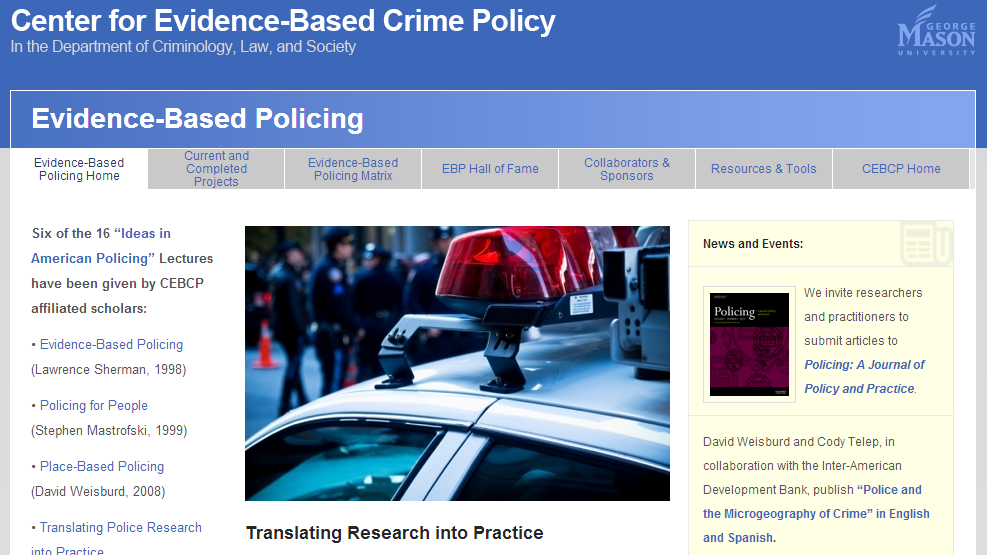 Center for Evidence-Based Crime Policy
In the Department of Criminology, Law, and Society
GEORGE
MASON
UNIVERSITY
Evidence-Based Policing
Evidence-Based
Policing Home
Current and
Completed
Projects
Evidence-Based
Policing Matrix
EBP Hall of Fame
Collaborators &
Sponsors
Resources & Tools
CEBCP Home
Six of the 16 “Ideas in
American Policing” Lectures
have been given by CEBCP
affiliated scholars:
• Evidence-Based Policing
(Lawrence Sherman, 1998)
• Policing for People
(Stephen Mastrofski, 1999)
• Place-Based Policing
(David Weisburd, 2008)
• Translating Police Research
into Practice
Translating Research into Practice
News and Events:
Policing
We invite researchers
and practitioners to
submit articles to
Policing: A Journal of
Policy and Practice.
David Weisburd and Cody Telep, in
collaboration with the Inter-American
Development Bank, publish “Police and
the Microgeography of Crime” in English
and Spanish.